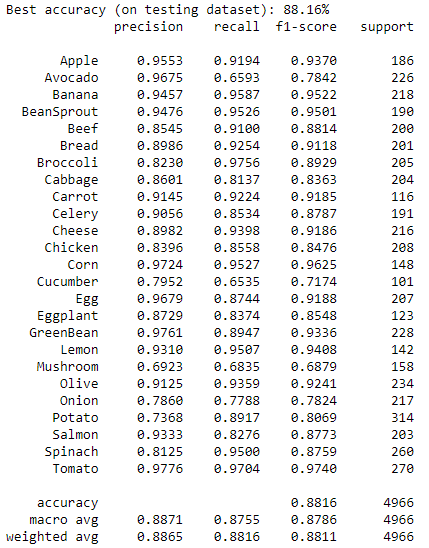 Best accuracy (on testing dataset): 88.16%
precision recall f1-score support
Apple 0.9553 0.9194 0.9370 186
Avocado 0.9675 0.6593 0.7842 226
Banana 0.9457 0.9587 0.9522 218
BeanSprout 0.9476 0.9526 0.9501 190
Beef 0.8545 0.9100 0.8814 200
Bread 0.8986 0.9254 0.9118 201
Broccoli 0.8230 0.9756 0.8929 205
Cabbage 0.8601 0.8137 0.8363 204
Carrot 0.9145 0.9224 0.9185 116
Celery 0.9056 0.8534 0.8787 191
Cheese 0.8982 0.9398 0.9186 216
Chicken 0.8396 0.8558 0.8476 208
Corn 0.9724 0.9527 0.9625 148
Cucumber 0.7952 0.6535 0.7174 101
Egg 0.9679 0.8744 0.9188 207
Eggplant 0.8729 0.8374 0.8548 123
GreenBean 0.9761 0.8947 0.9336 228
Lemon 0.9310 0.9507 0.9408 142
Mushroom 0.6923 0.6835 0.6879 158
Olive 0.9125 0.9359 0.9241 234
Onion 0.7860 0.7788 0.7824 217
Potato 0.7368 0.8917 0.8069 314
Salmon 0.9333 0.8276 0.8773 203
Spinach 0.8125 0.9500 0.8759 260
Tomato 0.9776 0.9704 0.9740 270
accuracy 0.8816 4966
macro avg 0.8871 0.8755 0.8786 4966
weighted avg 0.8865 0.8816 0.8811 4966